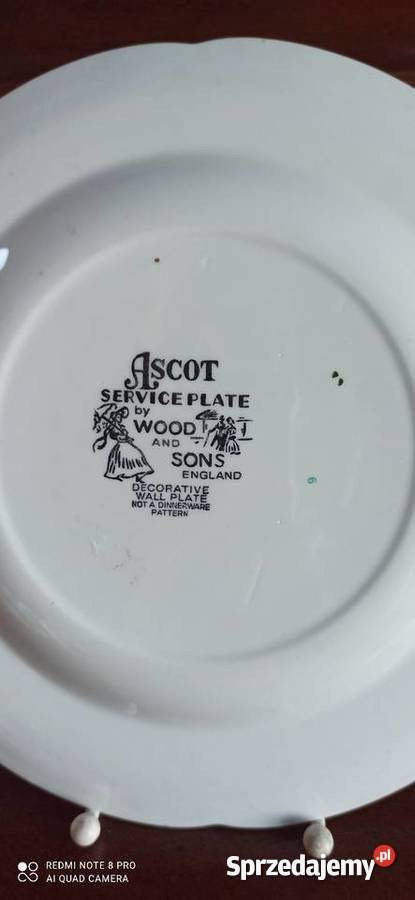 ASCOT
SERVICE PLATE
by
WOOD
AND
SONS
ENGLAND
DECORATIVE
WALL PLATE
NOT A DINNERWARE
PATTERN
6
REDMI NOTE 8 PRO
AI QUAD CAMERA
Sprzedajemy.pl